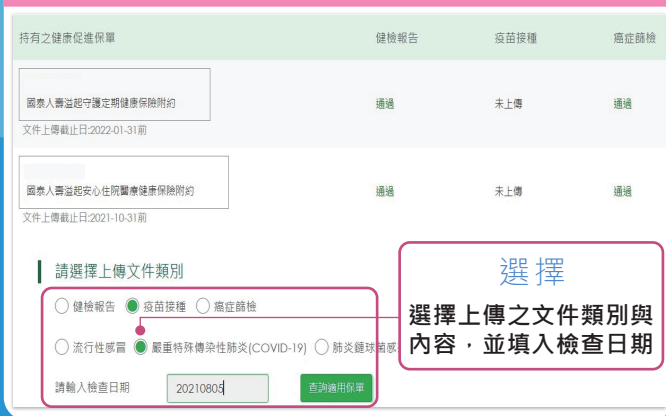 持有之健康促進保單 健檢報告 疫苗接種 癌症篩檢
國泰人壽溢起守護定期健康保險附約 通過 未上傳 通過
文件上傳截止日:2022-01-31前
國泰人壽溢起安心住院醫療健康保險附約 通過 未上傳 通過
文件上傳截止日:2021-10-31前
請選擇上傳文件類別
健檢報告 疫苗接種 癌症篩檢
流行性感冒 嚴重特殊傳染性肺炎(COVID-19) 肺炎鏈球菌感
請輸入檢查日期 20210805 查詢適用保單
選擇
選擇上傳之文件類別與
內容，並填入檢查日期